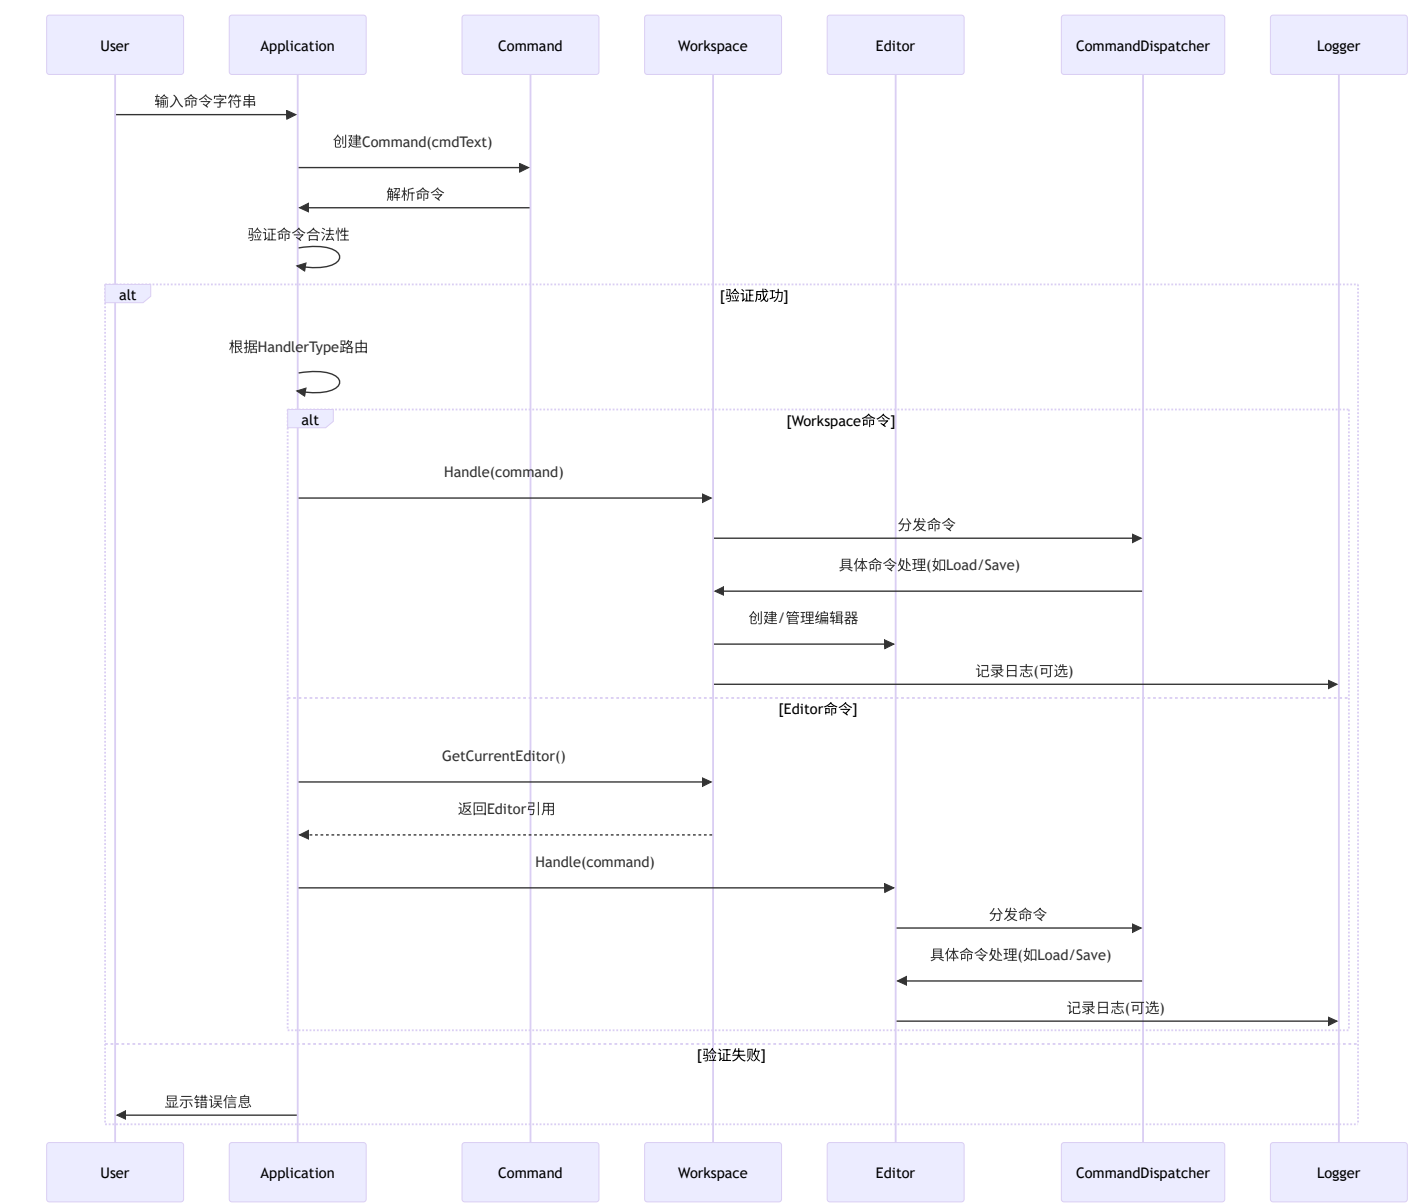 User
Application
Command
Workspace
Editor
CommandDispatcher
Logger
输入命令字符串
创建Command(cmdText)
解析命令
验证命令合法性
alt
[验证成功]
根据HandlerType路由
alt
[Workspace命令]
Handle(command)
分发命令
具体命令处理(如Load/Save)
创建/管理编辑器
记录日志(可选)
[Editor命令]
GetCurrentEditor()
返回Editor引用
Handle(command)
分发命令
具体命令处理(如Load/Save)
记录日志(可选)
[验证失败]
显示错误信息
User
Application
Command
Workspace
Editor
CommandDispatcher
Logger